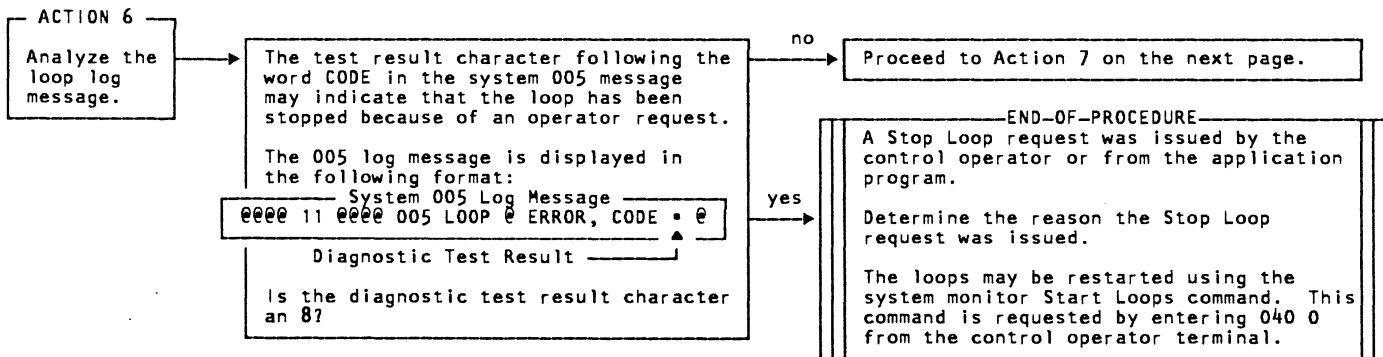 ACTION 6
Analyze the
loop log
message.
The test result character following the
word CODE in the system 005 message
may indicate that the loop has been
stopped because of an operator request.
The 005 log message is displayed in
the following format:
System 005 Log Message
@@@@ 11 @@@@ 005 LOOP @ ERROR, CODE ▪ @
Diagnostic Test Result
Is the diagnostic test result character
an 8?
no
Proceed to Action 7 on the next page.
yes
END-OF-PROCEDURE
A Stop Loop request was issued by the
control operator or from the application
program.
Determine the reason the Stop Loop
request was issued.
The loops may be restarted using the
system monitor Start Loops command. This
command is requested by entering 040 0
from the control operator terminal.